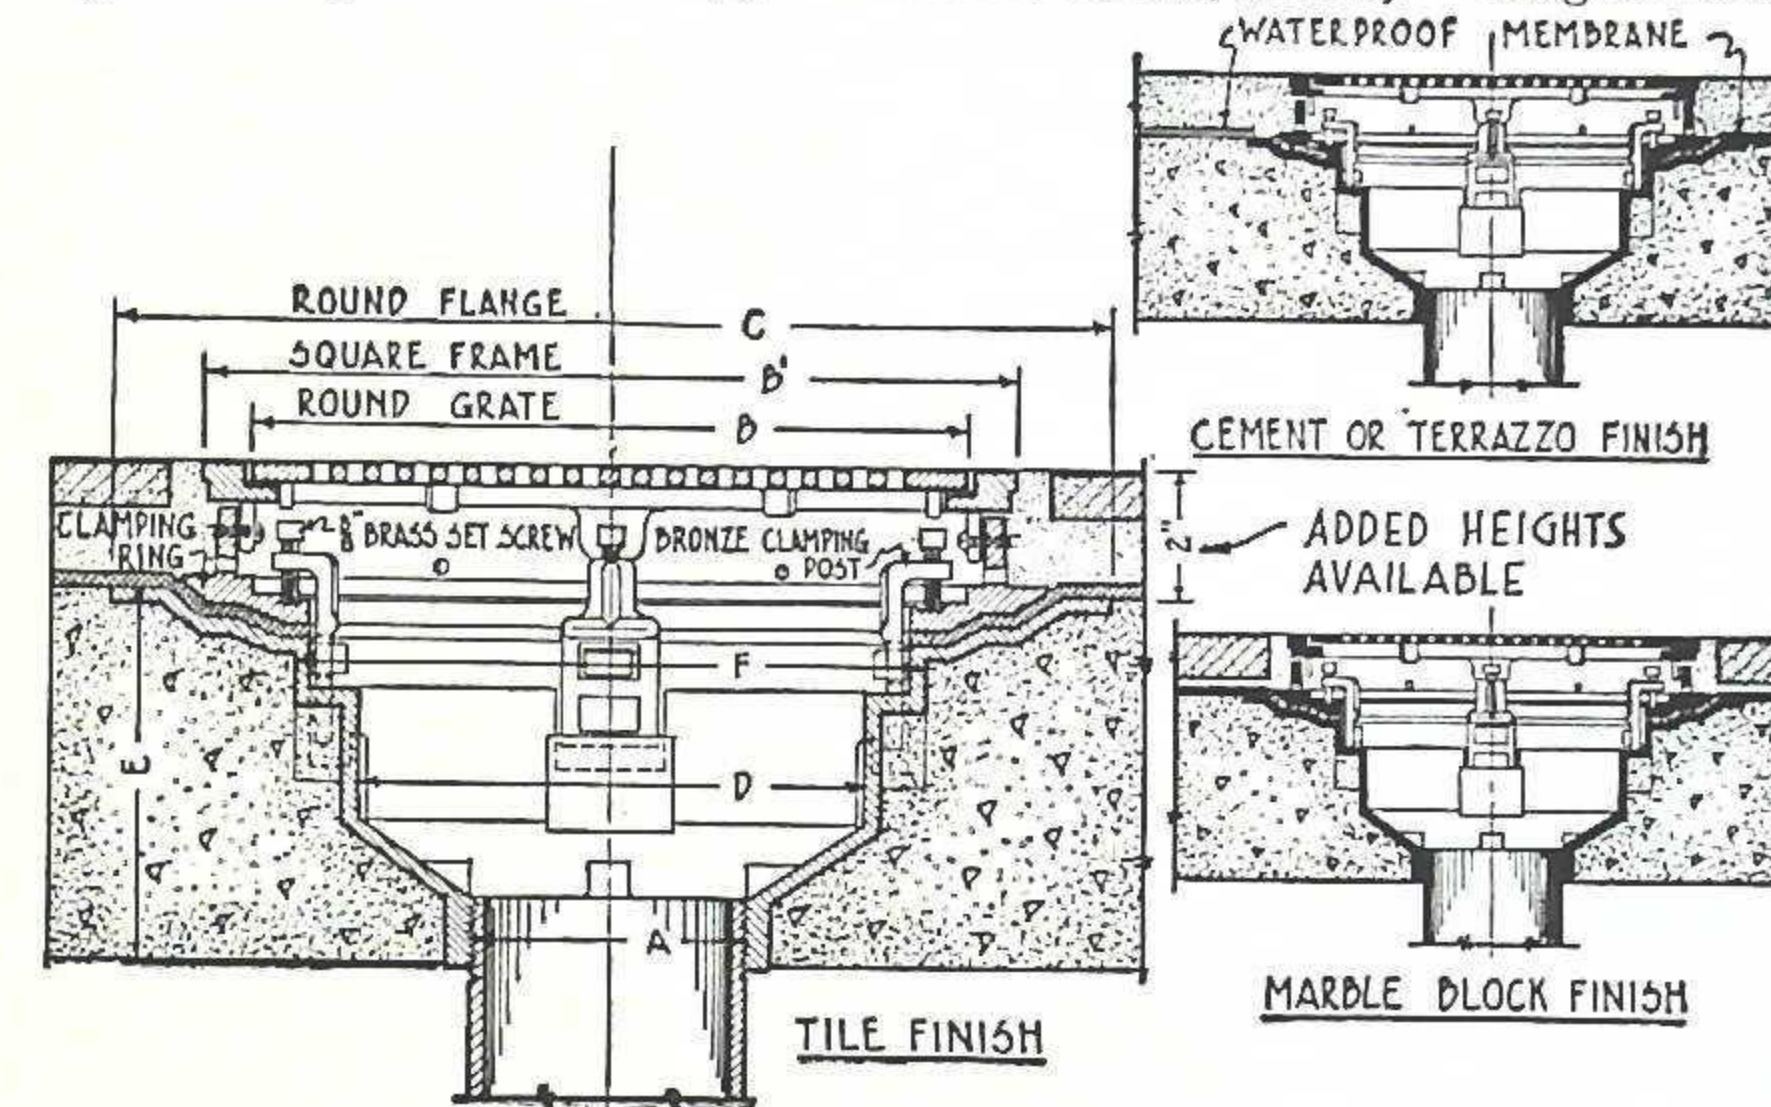 WATERPROOF MEMBRANE
CEMENT OR TERRAZZO FINISH
ROUND FLANGE C
SQUARE FRAME B'
ROUND GRATE B
CLAMPING RING
BRASS SET SCREW
BRONZE CLAMPING POST
2"
ADDED HEIGHTS
AVAILABLE
F
E
D
A
TILE FINISH
MARBLE BLOCK FINISH